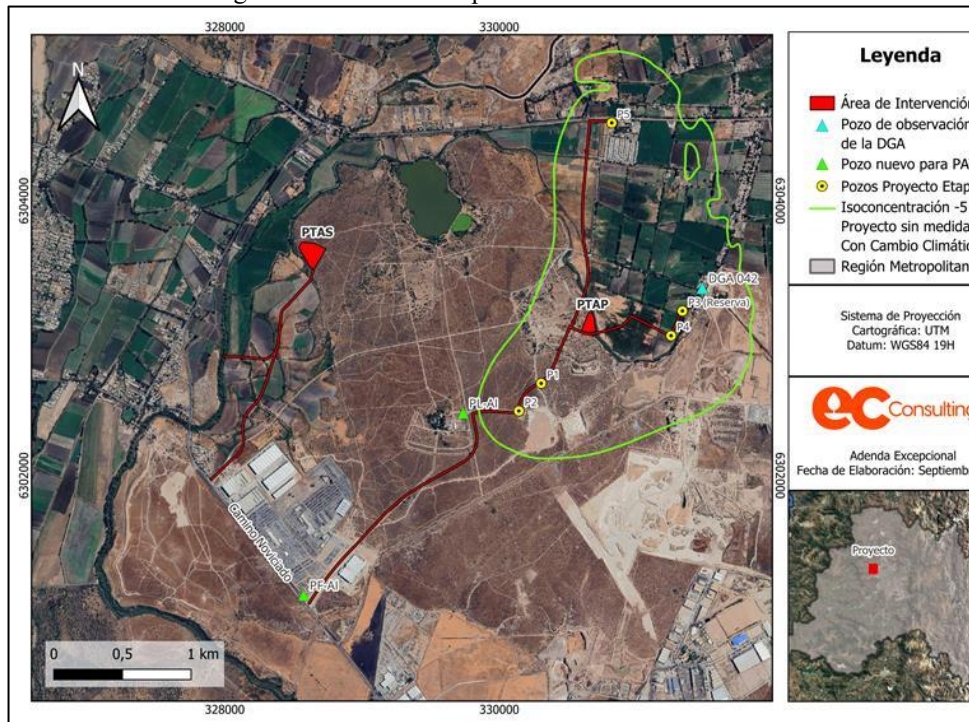 328000
330000
N
6304000
6302000
P5
PTAS
DGA 042
P3 (Reserva)
PTAP
P4
P1
PL-AI
P2
Camino Noviciado
PF-AI
0 0,5 1 km
6304000
6302000
328000
330000
Leyenda
Área de Intervención
Pozo de observación
de la DGA
Pozo nuevo para PA
Pozos Proyecto Etap
Isoconcentración -5
Proyecto sin medida
Con Cambio Climátic
Región Metropolitan
Sistema de Proyección
Cartográfica: UTM
Datum: WGS84 19H
ec Consulting
Adenda Excepcional
Fecha de Elaboración: Septiemb
Proyecto